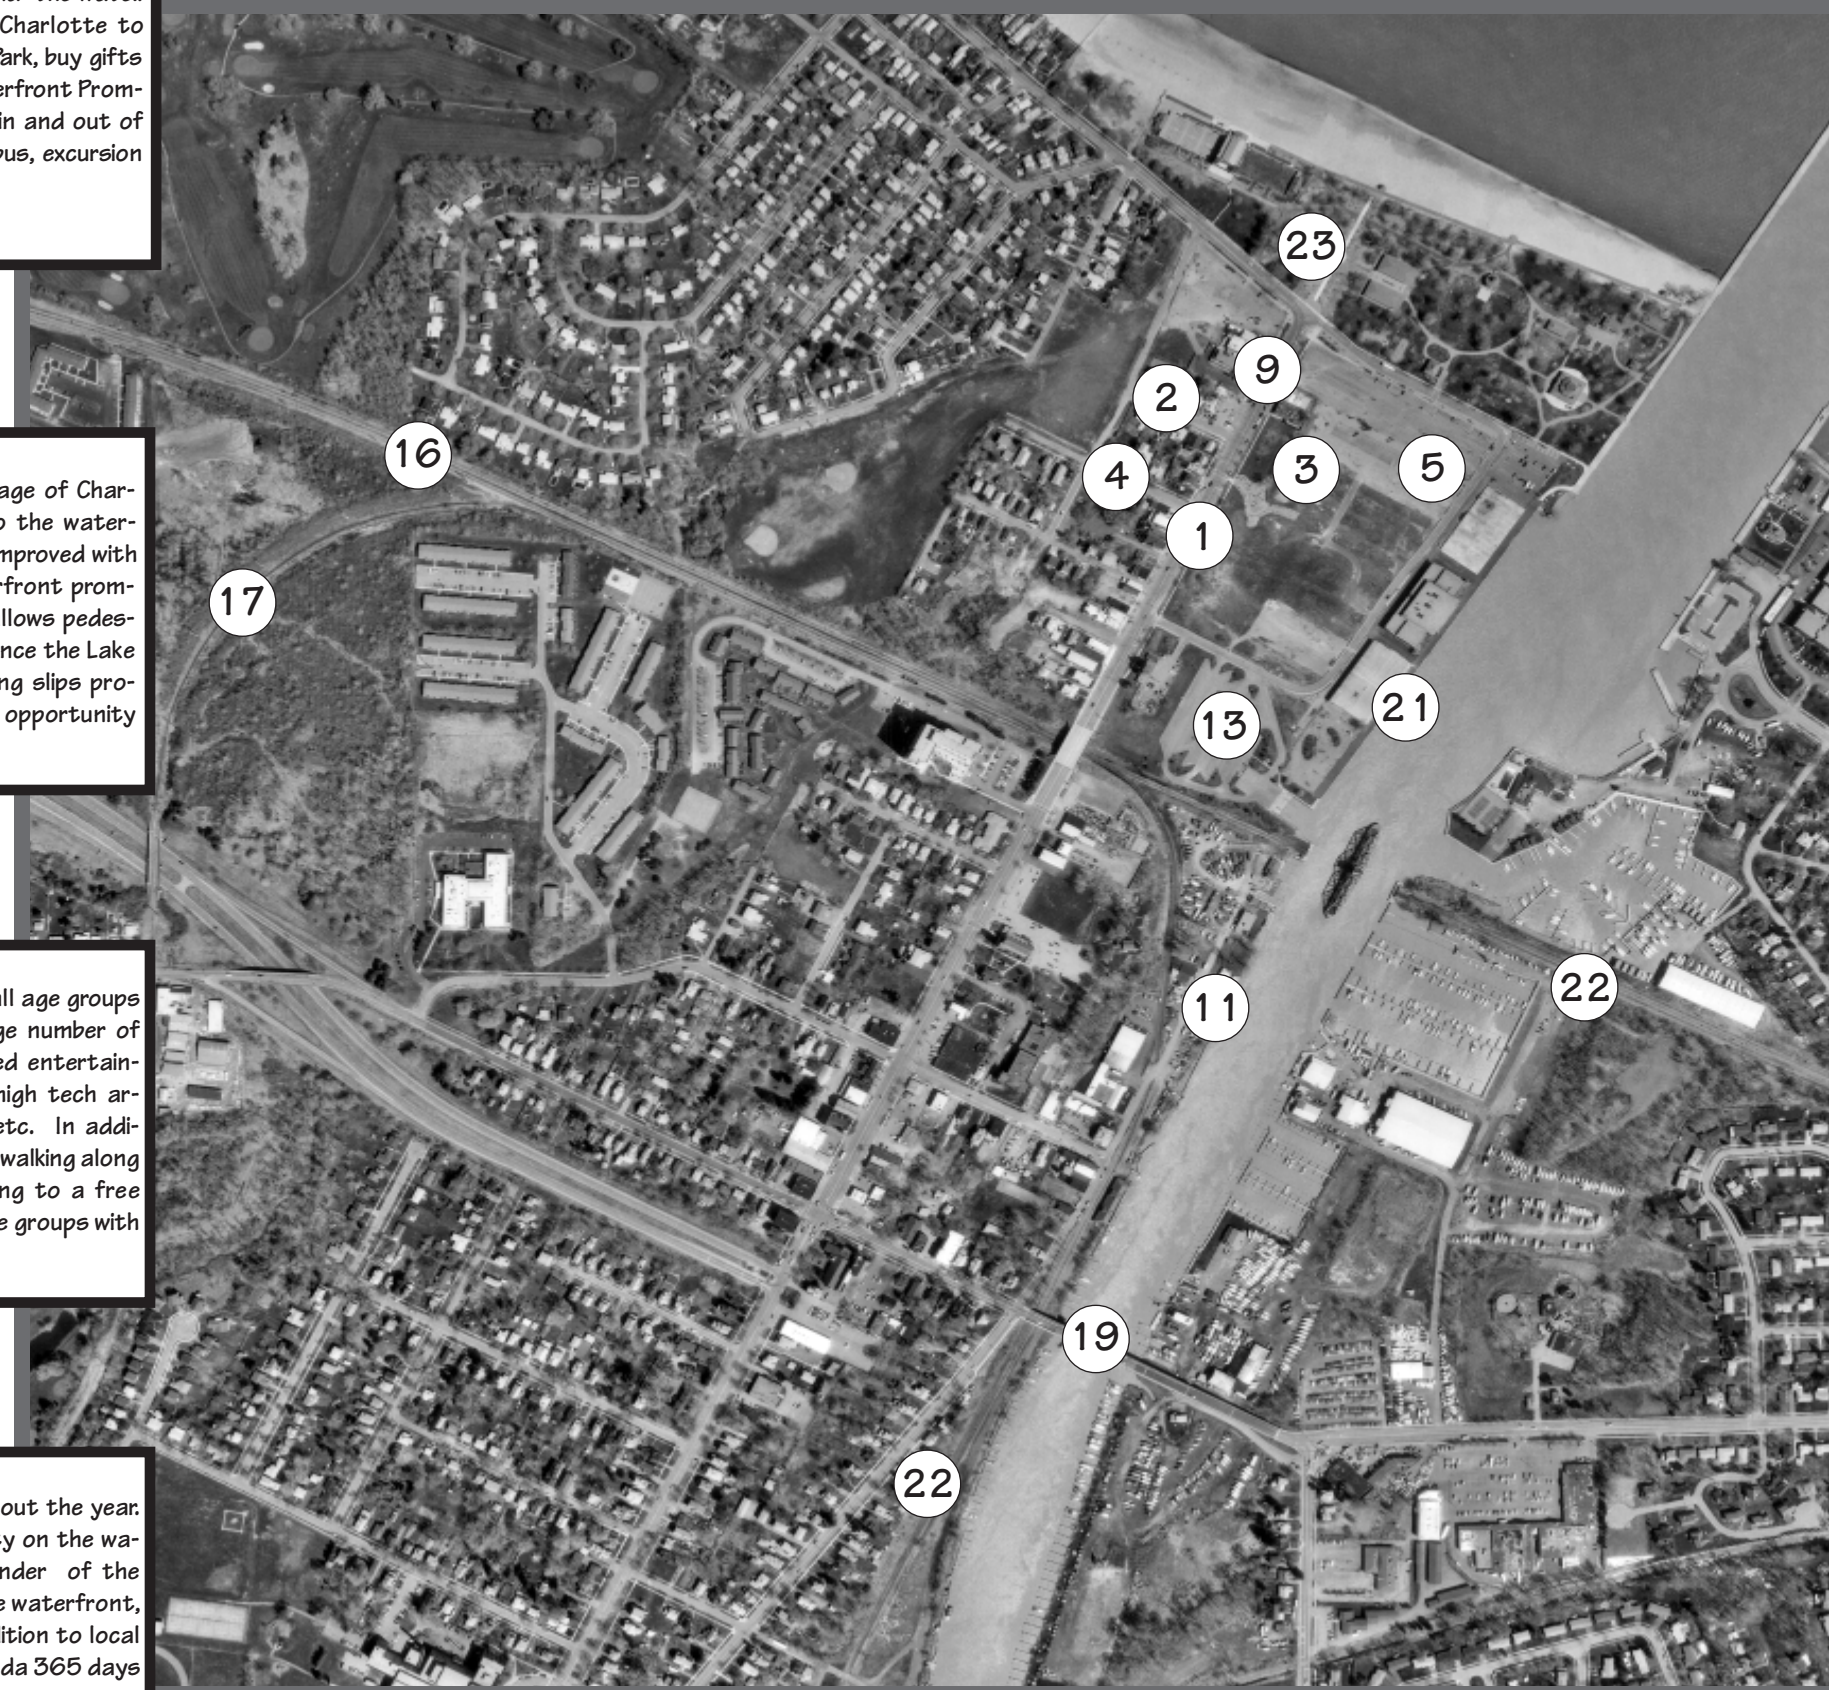 Charlotte to
Park, buy gifts
erfront Prom-
in and out of
bus, excursion
age of Char-
o the water-
mproved with
rfront prom-
llows pedes-
nce the Lake
ng slips pro-
opportunity
all age groups
ge number of
ed entertain-
high tech ar-
etc. In addi-
walking along
ng to a free
e groups with
out the year.
ty on the wa-
nder of the
e waterfront,
dition to local
da 365 days
23
9
2
16
4
3
5
1
17
13
21
11
22
19
22